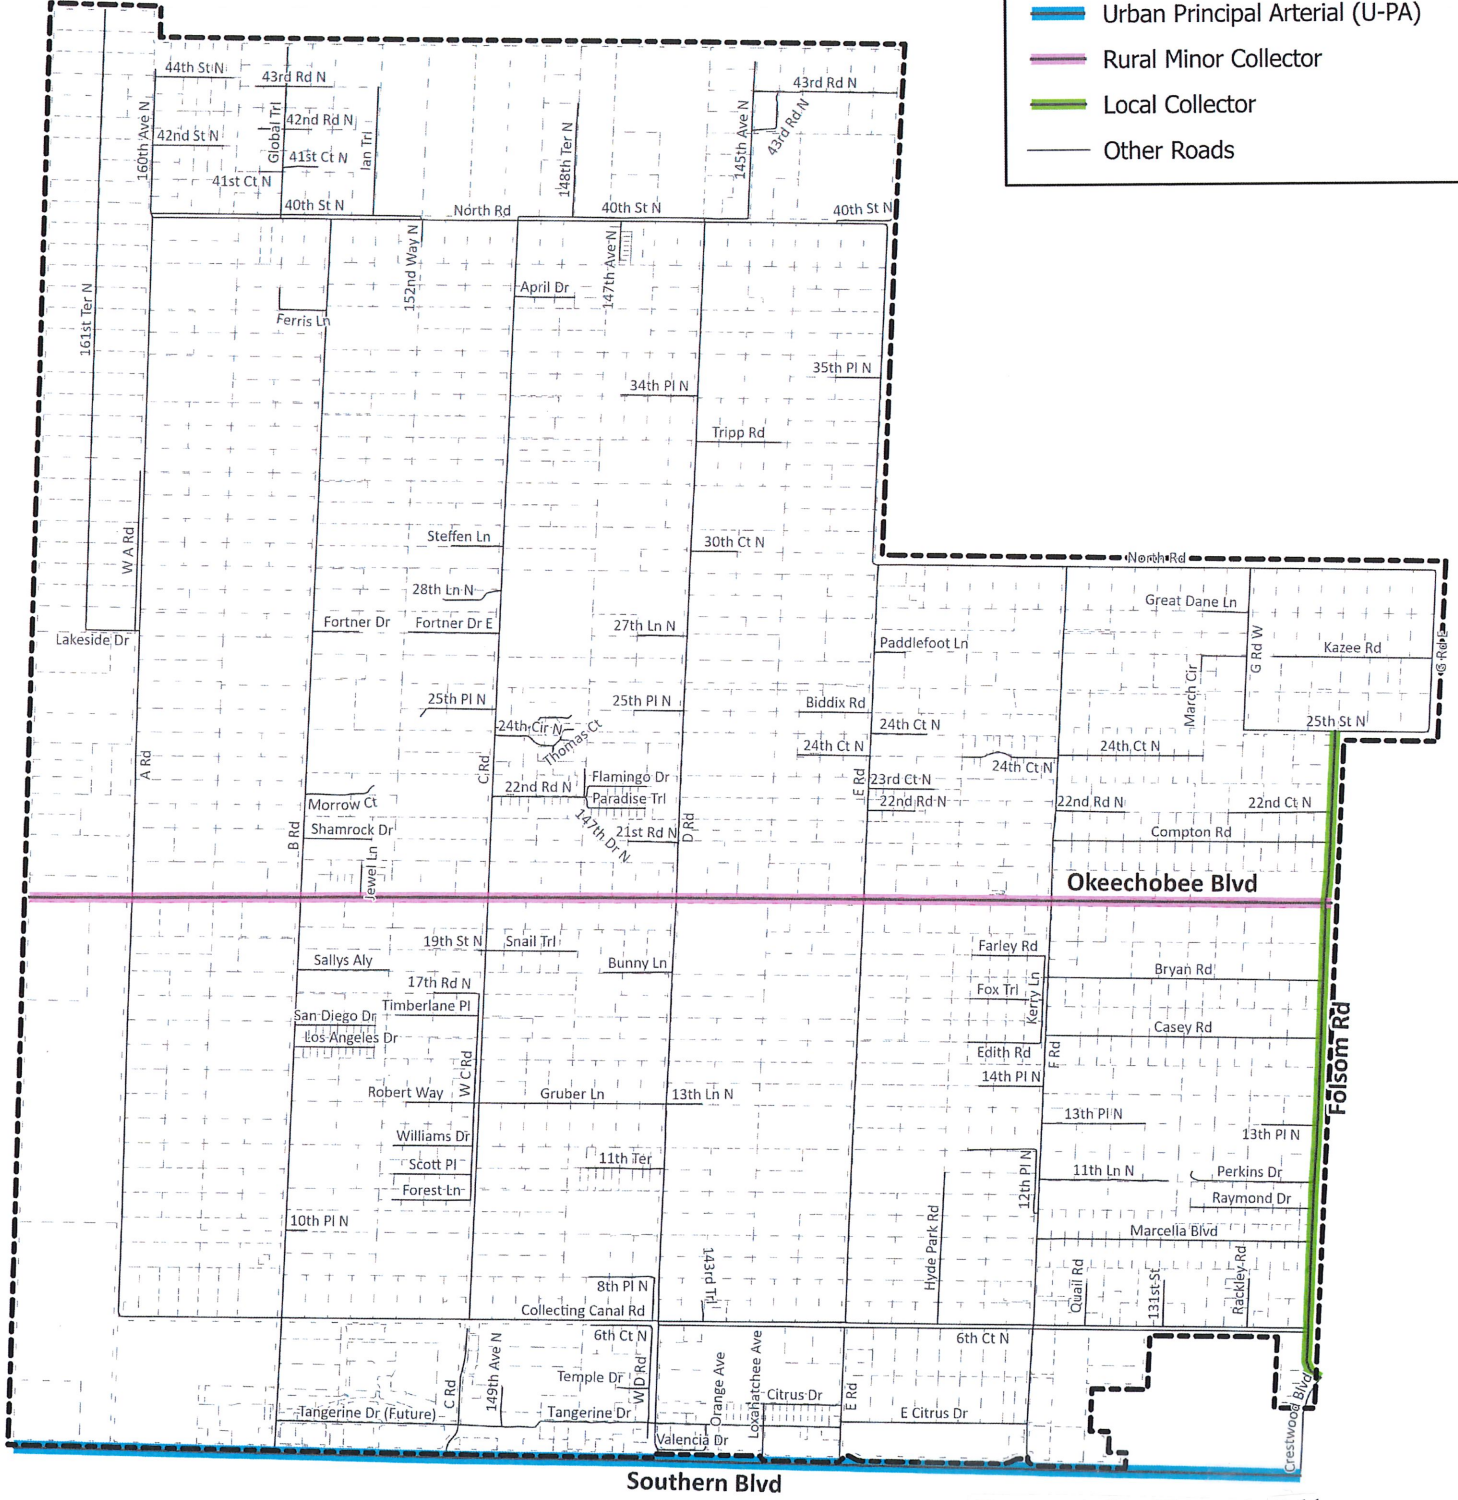 Urban Principal Arterial (U-PA)
Rural Minor Collector
Local Collector
Other Roads
44th St N
43rd Rd N
43rd Rd N
160th Ave N
Global Trl
42nd Rd N
42nd St N
Ian Trl
148th Ter N
145th Ave N
43rd Rd N
41st Ct N
41st Ct N
40th St N
North Rd
40th St N
40th St N
152nd Way N
147th Ave N
161st Ter N
April Dr
Ferris Ln
35th Pl N
34th Pl N
Tripp Rd
W A Rd
Steffen Ln
30th Ct N
North Rd
28th Ln N
Great Dane Ln
Fortner Dr
Fortner Dr E
27th Ln N
Lakeside Dr
Paddlefoot Ln
G Rd W
Kazee Rd
G Rd E
March Cir
25th Pl N
25th Pl N
Biddix Rd
24th Cir N
Thomas Ct
24th Ct N
25th St N
24th Ct N
24th Ct N
24th Ct N
A Rd
C Rd
E Rd
22nd Rd N
Flamingo Dr
Paradise Trl
23rd Ct N
22nd Rd N
22nd Rd N
22nd Ct N
Morrow Ct
147th Dr N
Shamrock Dr
B Rd
21st Rd N
D Rd
Compton Rd
Jewel Ln
Okeechobee Blvd
19th St N
Snail Trl
Farley Rd
Sallys Aly
Bunny Ln
Bryan Rd
17th Rd N
Fox Trl
Kerry Ln
Timberlane Pl
San Diego Dr
Los Angeles Dr
Casey Rd
Edith Rd
F Rd
Folsom Rd
W C Rd
14th Pl N
Robert Way
Gruber Ln
13th Ln N
13th Pl N
13th Pl N
Williams Dr
11th Ter
Scott Pl
12th Pl N
11th Ln N
Perkins Dr
Forest Ln
Raymond Dr
10th Pl N
Hyde Park Rd
Marcella Blvd
143rd Trl
Quail Rd
131st St
Rackley Rd
8th Pl N
Collecting Canal Rd
6th Ct N
6th Ct N
149th Ave N
C Rd
Temple Dr
W D Rd
Orange Ave
Loxahatchee Ave
Citrus Dr
E Rd
Tangerine Dr (Future)
Tangerine Dr
E Citrus Dr
Valencia Dr
Crestwood Blvd
Southern Blvd